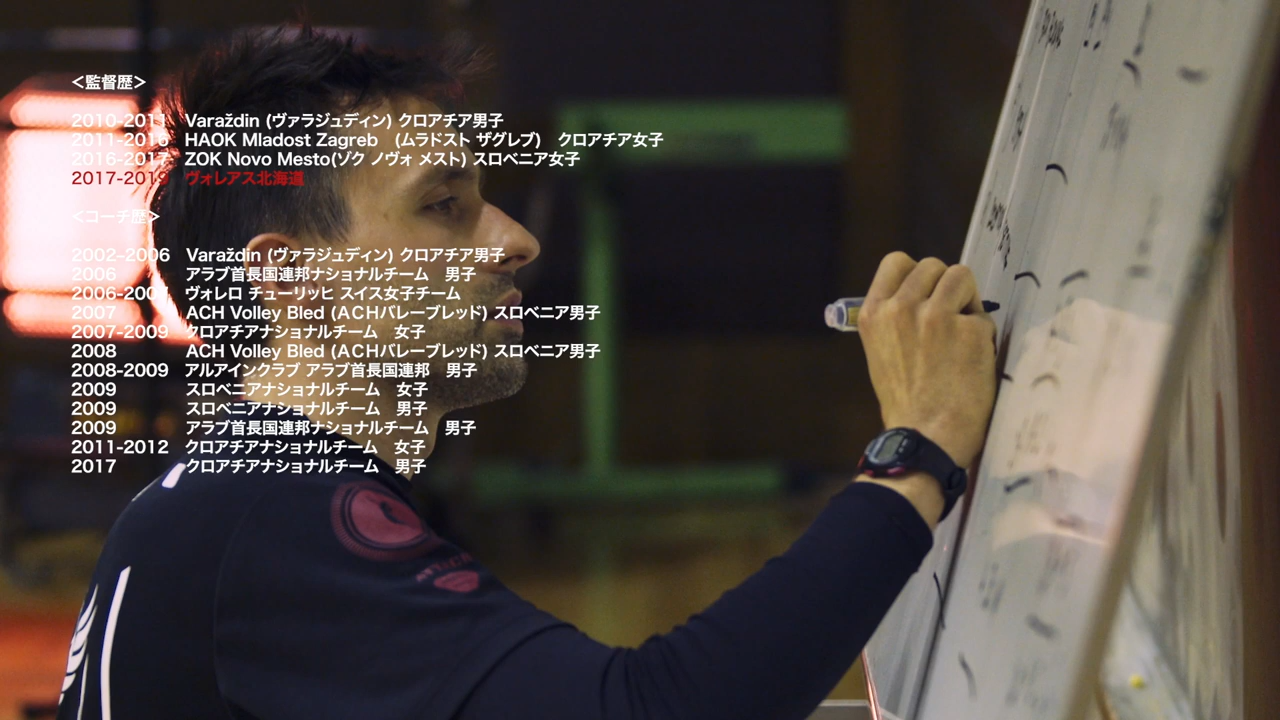 ＜監督歴＞
2010-2011 Varaždin (ヴァラジュディン) クロアチア男子
2011-2016 HAOK Mladost Zagreb （ムラドスト ザグレブ） クロアチア女子
2016-2017 ZOK Novo Mesto(ゾク ノヴォ メスト) スロベニア女子
2017-2019 ヴォレアス北海道
＜コーチ歴＞
2002–2006 Varaždin (ヴァラジュディン) クロアチア男子
2006 アラブ首長国連邦ナショナルチーム 男子
2006-2007 ヴォレロ チューリッヒ スイス女子チーム
2007 ACH Volley Bled (ＡＣＨバレーブレッド) スロベニア男子
2007-2009 クロアチアナショナルチーム 女子
2008 ACH Volley Bled (ＡＣＨバレーブレッド) スロベニア男子
2008-2009 アルアインクラブ アラブ首長国連邦 男子
2009 スロベニアナショナルチーム 女子
2009 スロベニアナショナルチーム 男子
2009 アラブ首長国連邦ナショナルチーム 男子
2011-2012 クロアチアナショナルチーム 女子
2017 クロアチアナショナルチーム 男子